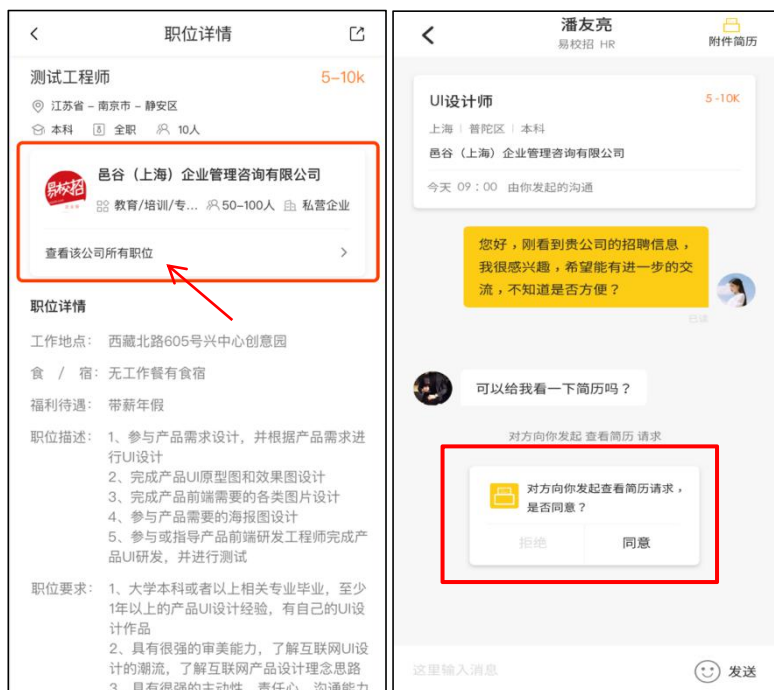 职位详情
测试工程师
5-10k
江苏省 - 南京市 - 静安区
本科 全职 10人
易校招
邑谷（上海）企业管理咨询有限公司
教育/培训/专... 50-100人 私营企业
查看该公司所有职位
职位详情
工作地点： 西藏北路605号兴中心创意园
食 / 宿： 无工作餐有食宿
福利待遇： 带薪年假
职位描述： 1、参与产品需求设计，并根据产品需求进
行UI设计
2、完成产品UI原型图和效果图设计
3、完成产品前端需要的各类图片设计
4、参与产品需要的海报图设计
5、参与或指导产品前端研发工程师完成产
品UI研发，并进行测试
职位要求： 1、大学本科或者以上相关专业毕业，至少
1年以上的产品UI设计经验，有自己的UI设
计作品
2、具有很强的审美能力，了解互联网UI设
计的潮流，了解互联网产品设计理念思路
3、具有很强的主动性、责任心、沟通能力
潘友亮
易校招 HR
附件简历
UI设计师
5-10K
上海 | 普陀区 | 本科
邑谷（上海）企业管理咨询有限公司
今天 09：00 由你发起的沟通
您好，刚看到贵公司的招聘信息，
我很感兴趣，希望能有进一步的交
流，不知道是否方便？
已读
可以给我看一下简历吗？
对方向你发起 查看简历 请求
对方向你发起查看简历请求，
是否同意？
拒绝 同意
这里输入消息
发送